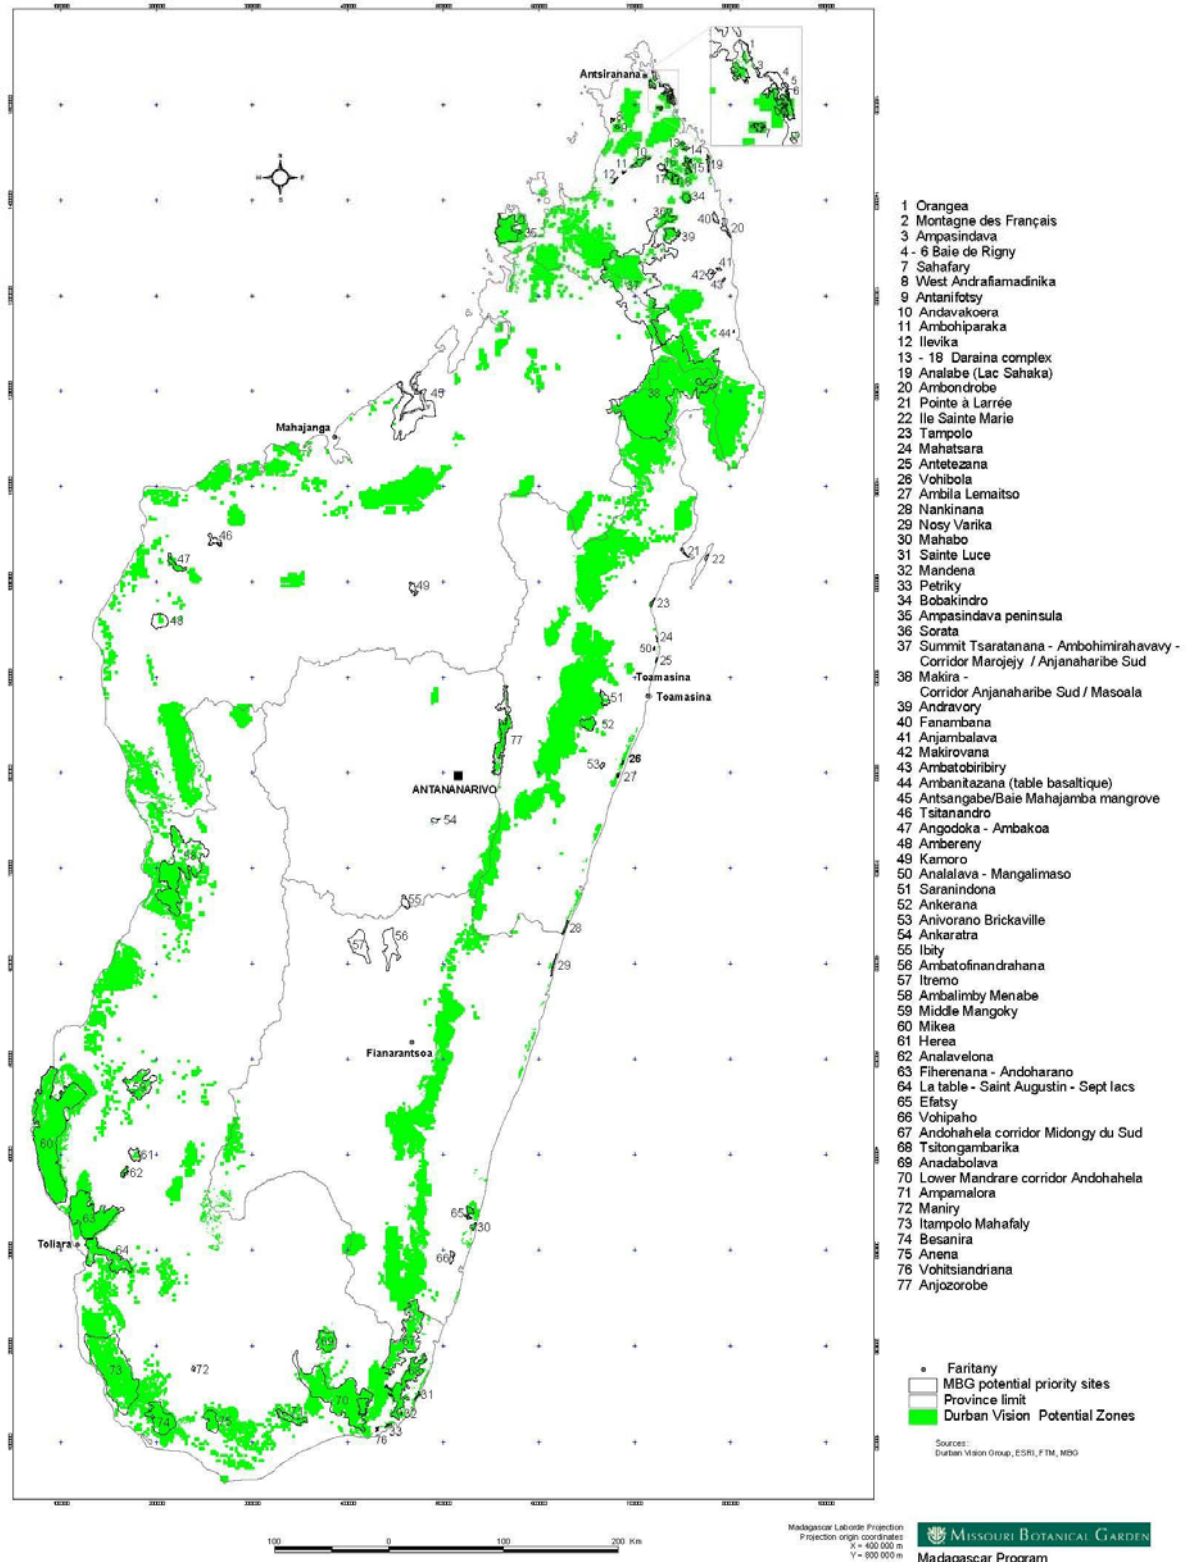 Antsiranana
Mahajanga
Toamasina
Toamasina
ANTANANARIVO
Fianarantsoa
Toliara
1 Orangea
2 Montagne des Français
3 Ampasindava
4 - 6 Baie de Rigny
7 Sahafary
8 West Andrafiamadinika
9 Antanifotsy
10 Andavakoera
11 Ambohiparaka
12 Ilevika
13 - 18 Daraina complex
19 Analabe (Lac Sahaka)
20 Ambondrobe
21 Pointe à Larrée
22 Ile Sainte Marie
23 Tampolo
24 Mahatsara
25 Antetezana
26 Vohibola
27 Ambila Lemaitso
28 Nankinana
29 Nosy Varika
30 Mahabo
31 Sainte Luce
32 Mandena
33 Petriky
34 Bobakindro
35 Ampasindava peninsula
36 Sorata
37 Summit Tsaratanana - Ambohimirahavavy -
Corridor Marojejy / Anjanaharibe Sud
38 Makira -
Corridor Anjanaharibe Sud / Masoala
39 Andravory
40 Fanambana
41 Anjambalava
42 Makirovana
43 Ambatobiribiry
44 Ambanitazana (table basaltique)
45 Antsangabe/Baie Mahajamba mangrove
46 Tsitanandro
47 Angodoka - Ambakoa
48 Ambereny
49 Kamoro
50 Analalava - Mangalimaso
51 Saranindona
52 Ankerana
53 Anivorano Brickaville
54 Ankaratra
55 Ibity
56 Ambatofinandrahana
57 Itremo
58 Ambalimby Menabe
59 Middle Mangoky
60 Mikea
61 Herea
62 Analavelona
63 Fiherenana - Andoharano
64 La table - Saint Augustin - Sept lacs
65 Efatsy
66 Vohipaho
67 Andohahela corridor Midongy du Sud
68 Tsitongambarika
69 Anadabolava
70 Lower Mandrare corridor Andohahela
71 Ampamalora
72 Maniry
73 Itampolo Mahafaly
74 Besanira
75 Anena
76 Vohitsiandriana
77 Anjozorobe
Faritany
MBG potential priority sites
Province limit
Durban Vision Potential Zones
Sources:
Durban Vision Group, ESRI, FTM, MBG
100 0 100 200 Km
Madagascar Laborde Projection
Projection origin coordinates
X = 400 000 m
Y = 800 000 m
MISSOURI BOTANICAL GARDEN
Madagascar Program